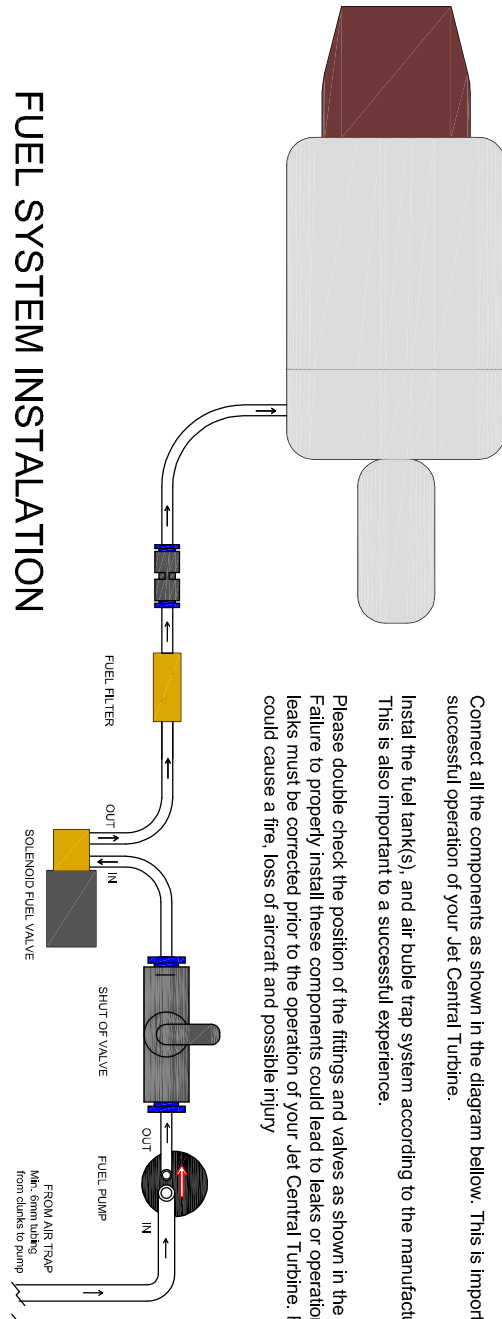 Connect all the components as shown in the diagram bellow. This is
successful operation of your Jet Central Turbine.
Instal the fuel tank(s), and air buble trap system according to the
This is also important to a successful experience.
Please double check the position of the fittings and valves as shown in the
Failure to properly install these components could lead to leaks or
leaks must be corrected prior to the operation of your Jet Central Turbine.
could cause a fire, loss of aircraft and possible injury
FUEL FILTER
OUT
IN
SOLENOID FUEL VALVE
SHUT OF VALVE
OUT
IN
FUEL PUMP
FROM AIR TRAP
Min. 6mm tubing
from clunks to pump
FUEL SYSTEM INSTALATION